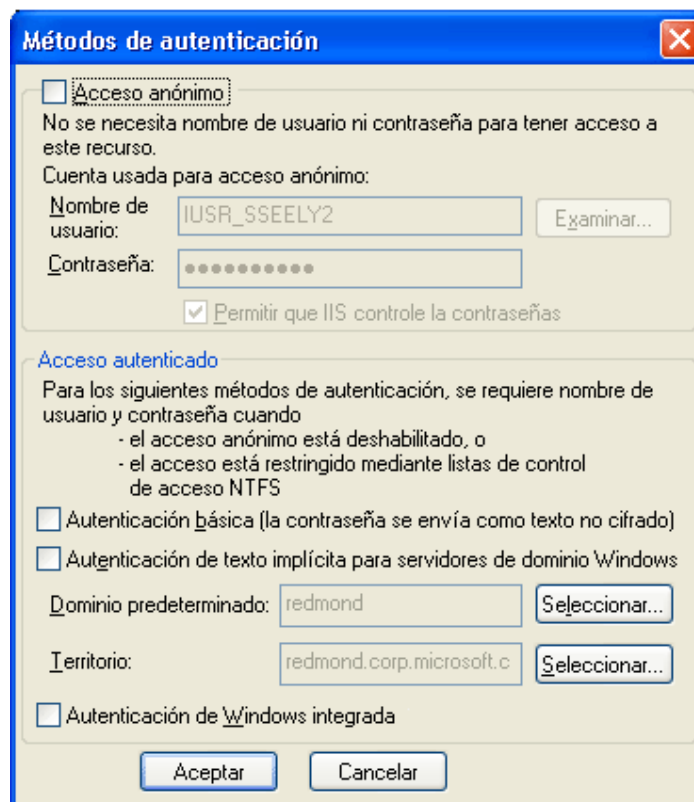 Métodos de autenticación
Acceso anónimo
No se necesita nombre de usuario ni contraseña para tener acceso a
este recurso.
Cuenta usada para acceso anónimo:
Nombre de
usuario:
IUSR_SSEELY2
Examinar...
Contraseña:
●●●●●●●●●●
Permitir que IIS controle la contraseñas
Acceso autenticado
Para los siguientes métodos de autenticación, se requiere nombre de
usuario y contraseña cuando
- el acceso anónimo está deshabilitado, o
- el acceso está restringido mediante listas de control
de acceso NTFS
Autenticación básica (la contraseña se envía como texto no cifrado)
Autenticación de texto implícita para servidores de dominio Windows
Dominio predeterminado:
redmond
Seleccionar...
Territorio:
redmond.corp.microsoft.c
Seleccionar...
Autenticación de Windows integrada
Aceptar
Cancelar